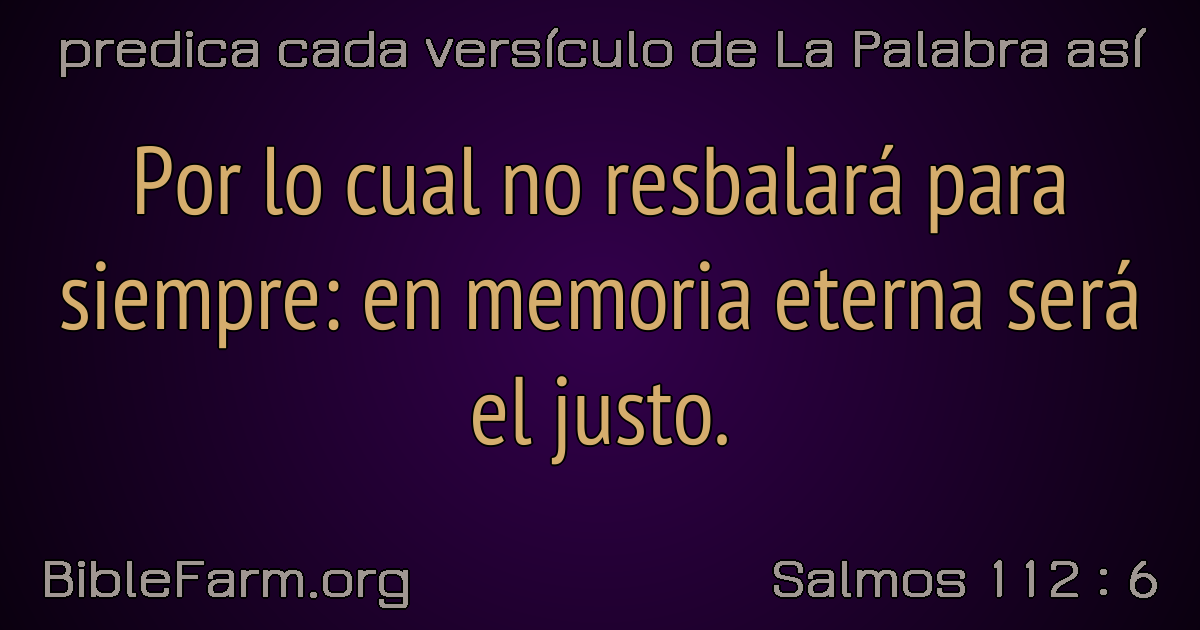 predica cada versículo de La Palabra así
Por lo cual no resbalará para
siempre: en memoria eterna será
el justo.
BibleFarm.org
Salmos 112 : 6